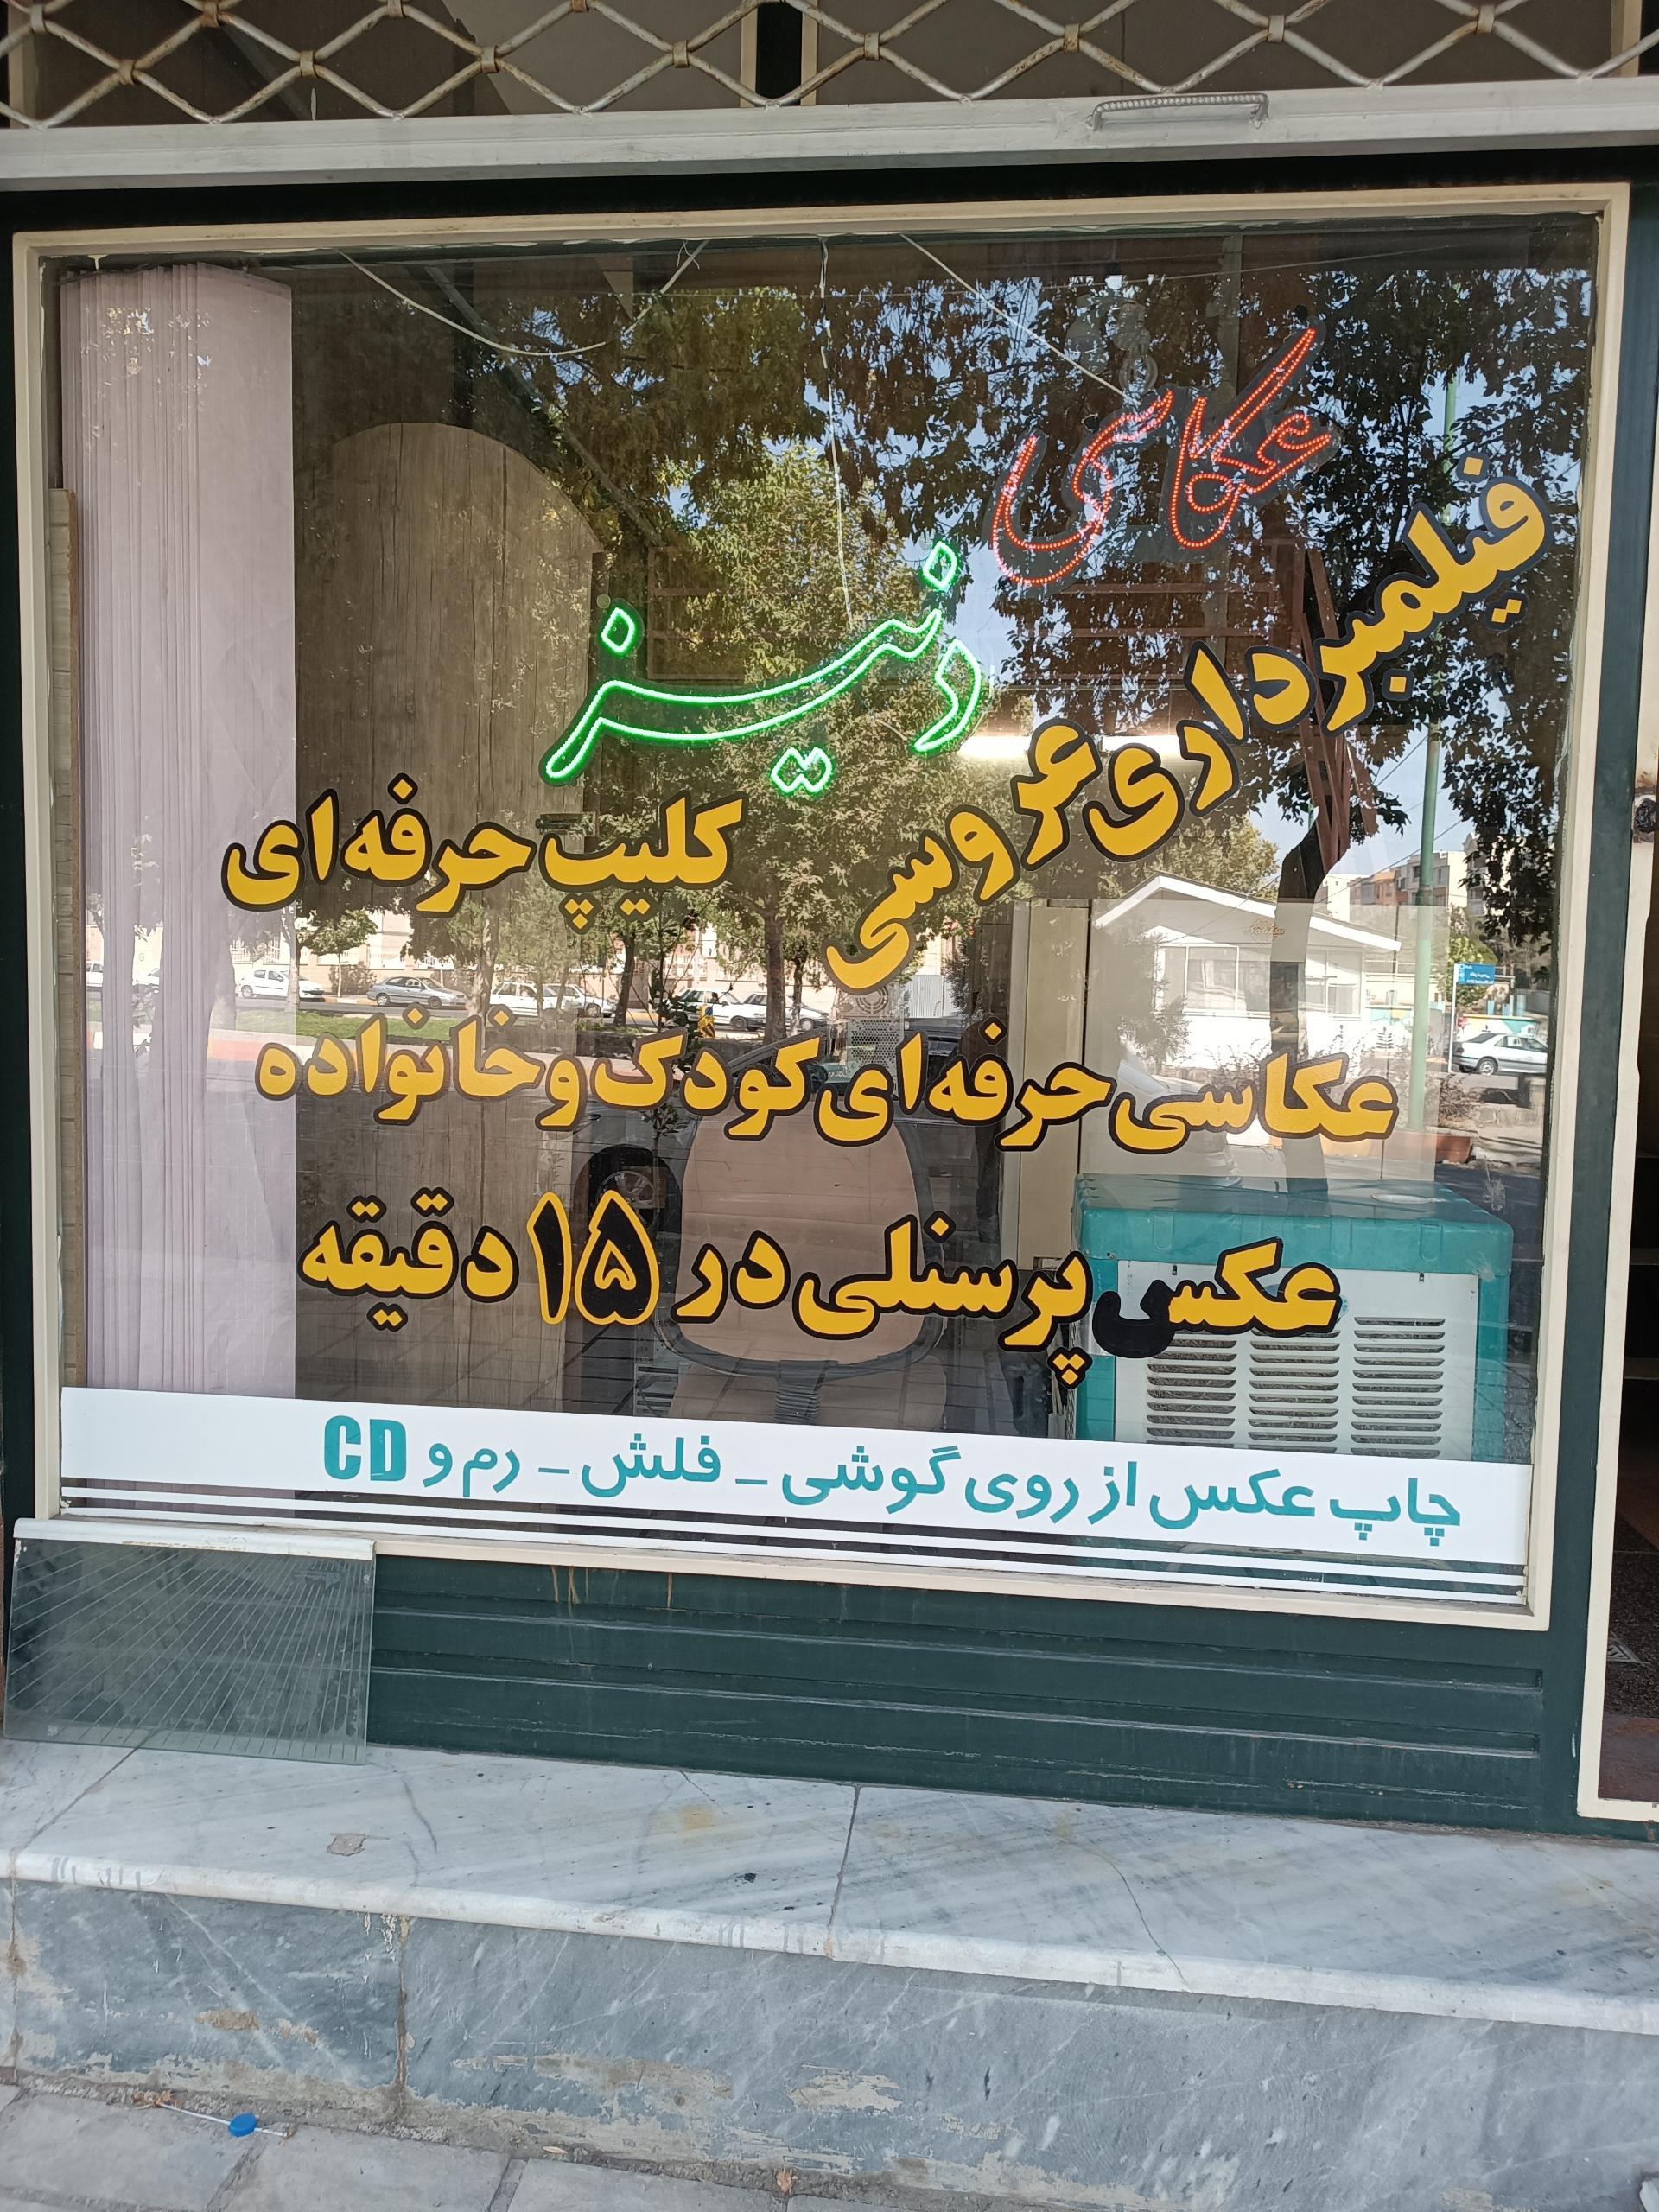 عکاسی
دنیز
فیلمبرداری عروسی
کلیپ حرفه ای
عکاسی حرفه ای کودک و خانواده
عکس پرسنلی در ۱۵ دقیقه
چاپ عکس از روی گوشی _ فلش _ رم و CD